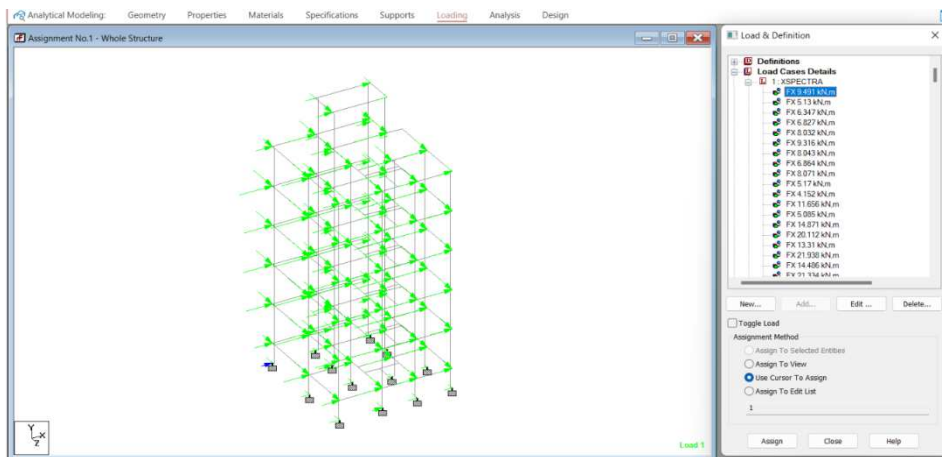 Analytical Modeling: Geometry Properties Materials Specifications Supports Loading Analysis Design
Assignment No.1 - Whole Structure
Load & Definition
Definitions
Load Cases Details
1 : XSPECTRA
FX 9.491 kN,m
FX 5.13 kN,m
FX 6.347 kN,m
FX 6.827 kN,m
FX 8.032 kN,m
FX 9.316 kN,m
FX 8.043 kN,m
FX 6.864 kN,m
FX 8.071 kN,m
FX 5.17 kN,m
FX 4.152 kN,m
FX 11.656 kN,m
FX 5.085 kN,m
FX 14.871 kN,m
FX 20.112 kN,m
FX 13.31 kN,m
FX 21.938 kN,m
FX 14.486 kN,m
FX 21.334 kN,m
New... Add... Edit ... Delete...
Toggle Load
Assignment Method
Assign To Selected Entities
Assign To View
Use Cursor To Assign
Assign To Edit List
1
Assign Close Help
Y
X
Z
Load 1